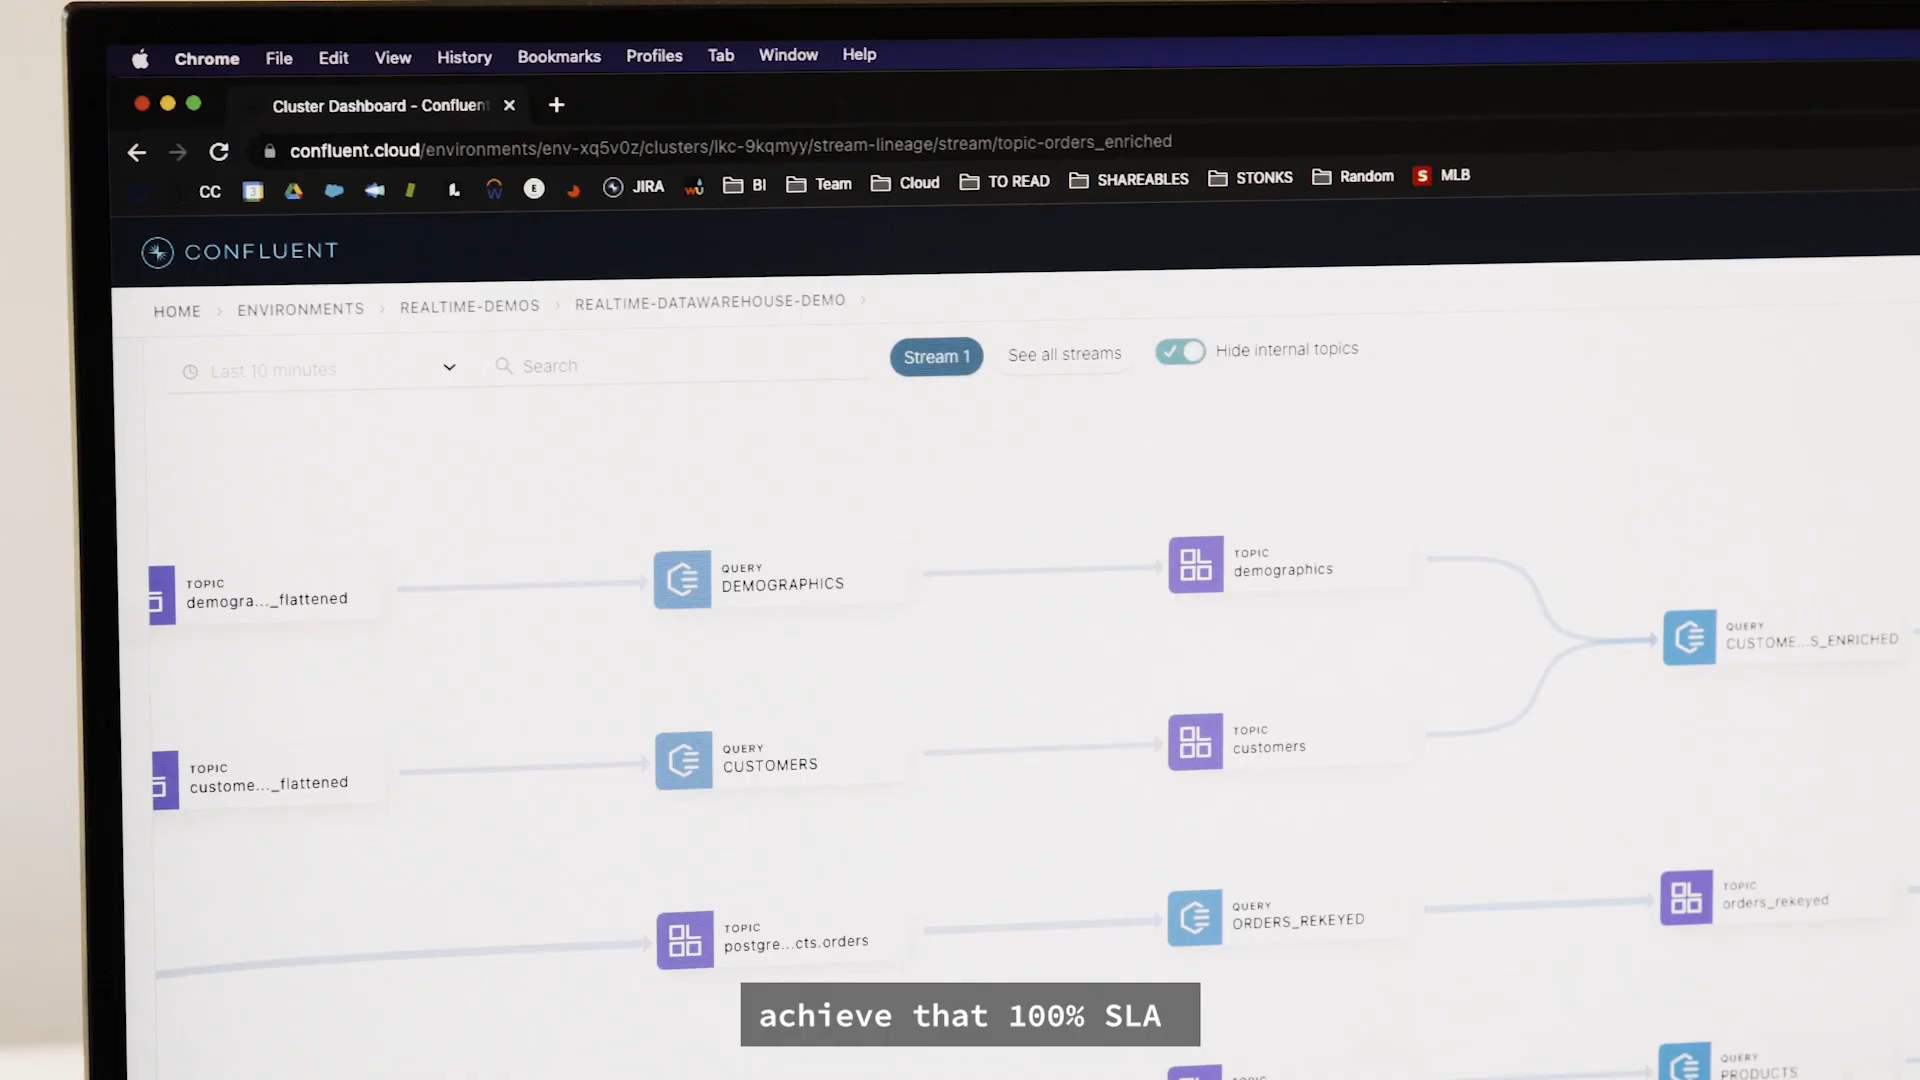 Chrome File Edit View History Bookmarks Profiles Tab Window Help
Cluster Dashboard - Confluent
confluent.cloud/environments/env-xq5v0z/clusters/lkc-9kqmyy/stream-lineage/stream/topic-orders_enriched
CC JIRA BI Team Cloud TO READ SHAREABLES STONKS Random MLB
CONFLUENT
HOME > ENVIRONMENTS > REALTIME-DEMOS > REALTIME-DATAWAREHOUSE-DEMO >
Last 10 minutes Search Stream 1 See all streams Hide internal topics
TOPIC
demogra..._flattened
QUERY
DEMOGRAPHICS
TOPIC
demographics
QUERY
CUSTOME...S_ENRICHED
TOPIC
custome..._flattened
QUERY
CUSTOMERS
TOPIC
customers
TOPIC
postgre...cts.orders
QUERY
ORDERS_REKEYED
TOPIC
orders_rekeyed
achieve that 100% SLA
TOPIC
QUERY
PRODUCTS